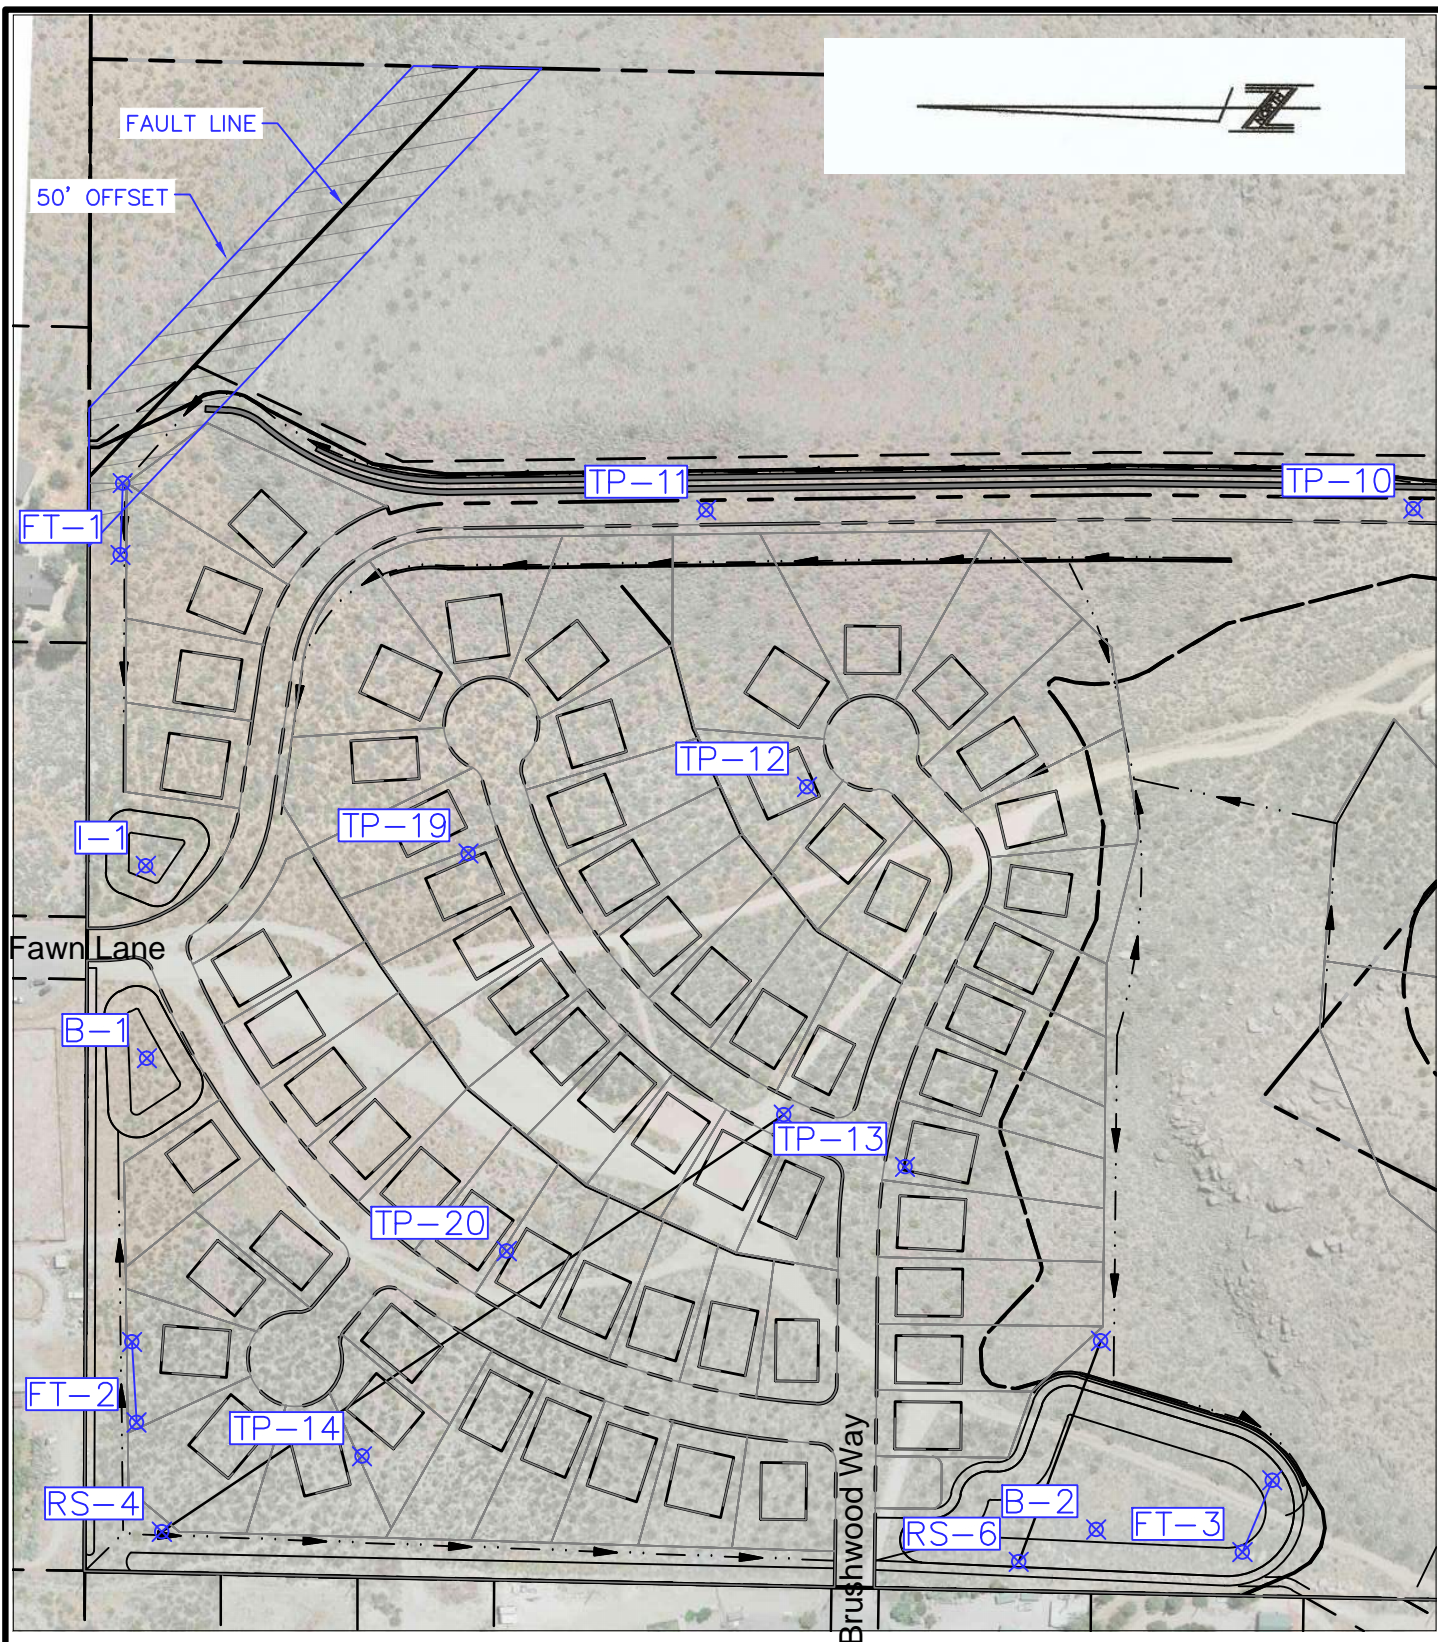 FAULT LINE
NORTH
50' OFFSET
TP-11
TP-10
FT-1
TP-12
TP-19
I-1
Fawn Lane
B-1
TP-13
TP-20
FT-2
TP-14
RS-4
B-2
FT-3
RS-6
Brushwood Way